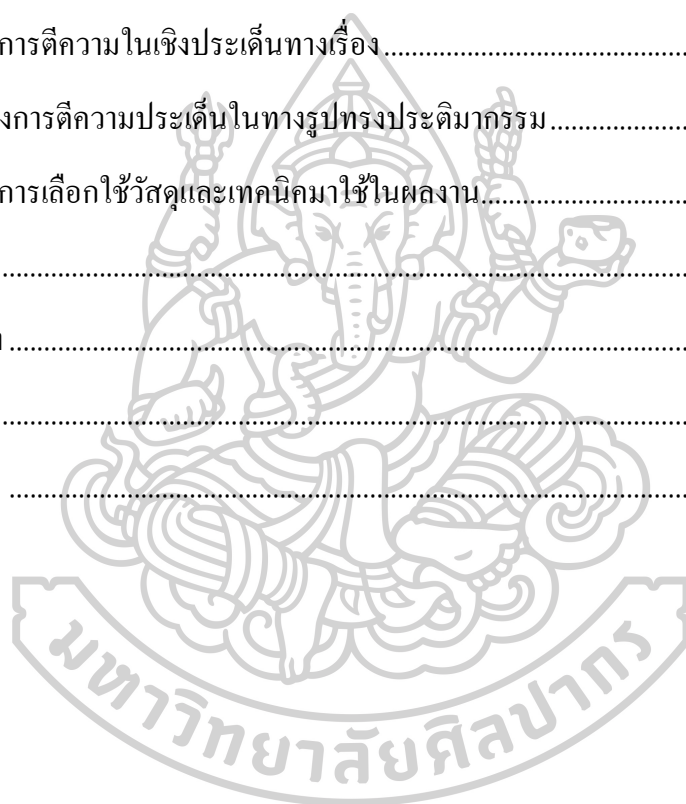 การตีความในเชิงประเด็นทางเรื่อง
งการตีความประเด็นในทางรูปทรงประติมากรรม
การเลือกใช้วัสดุและเทคนิคมาใช้ในผลงาน
มหาวิทยาลัยศิลปากร